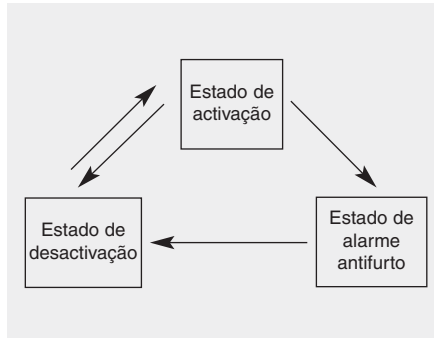 Estado de
activação
Estado de
desactivação
Estado de
alarme
antifurto